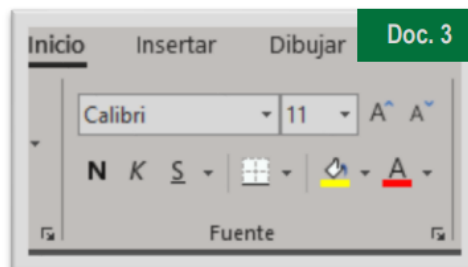 Doc. 3
Inicio Insertar Dibujar
Calibri 11 A A
N K S A
Fuente